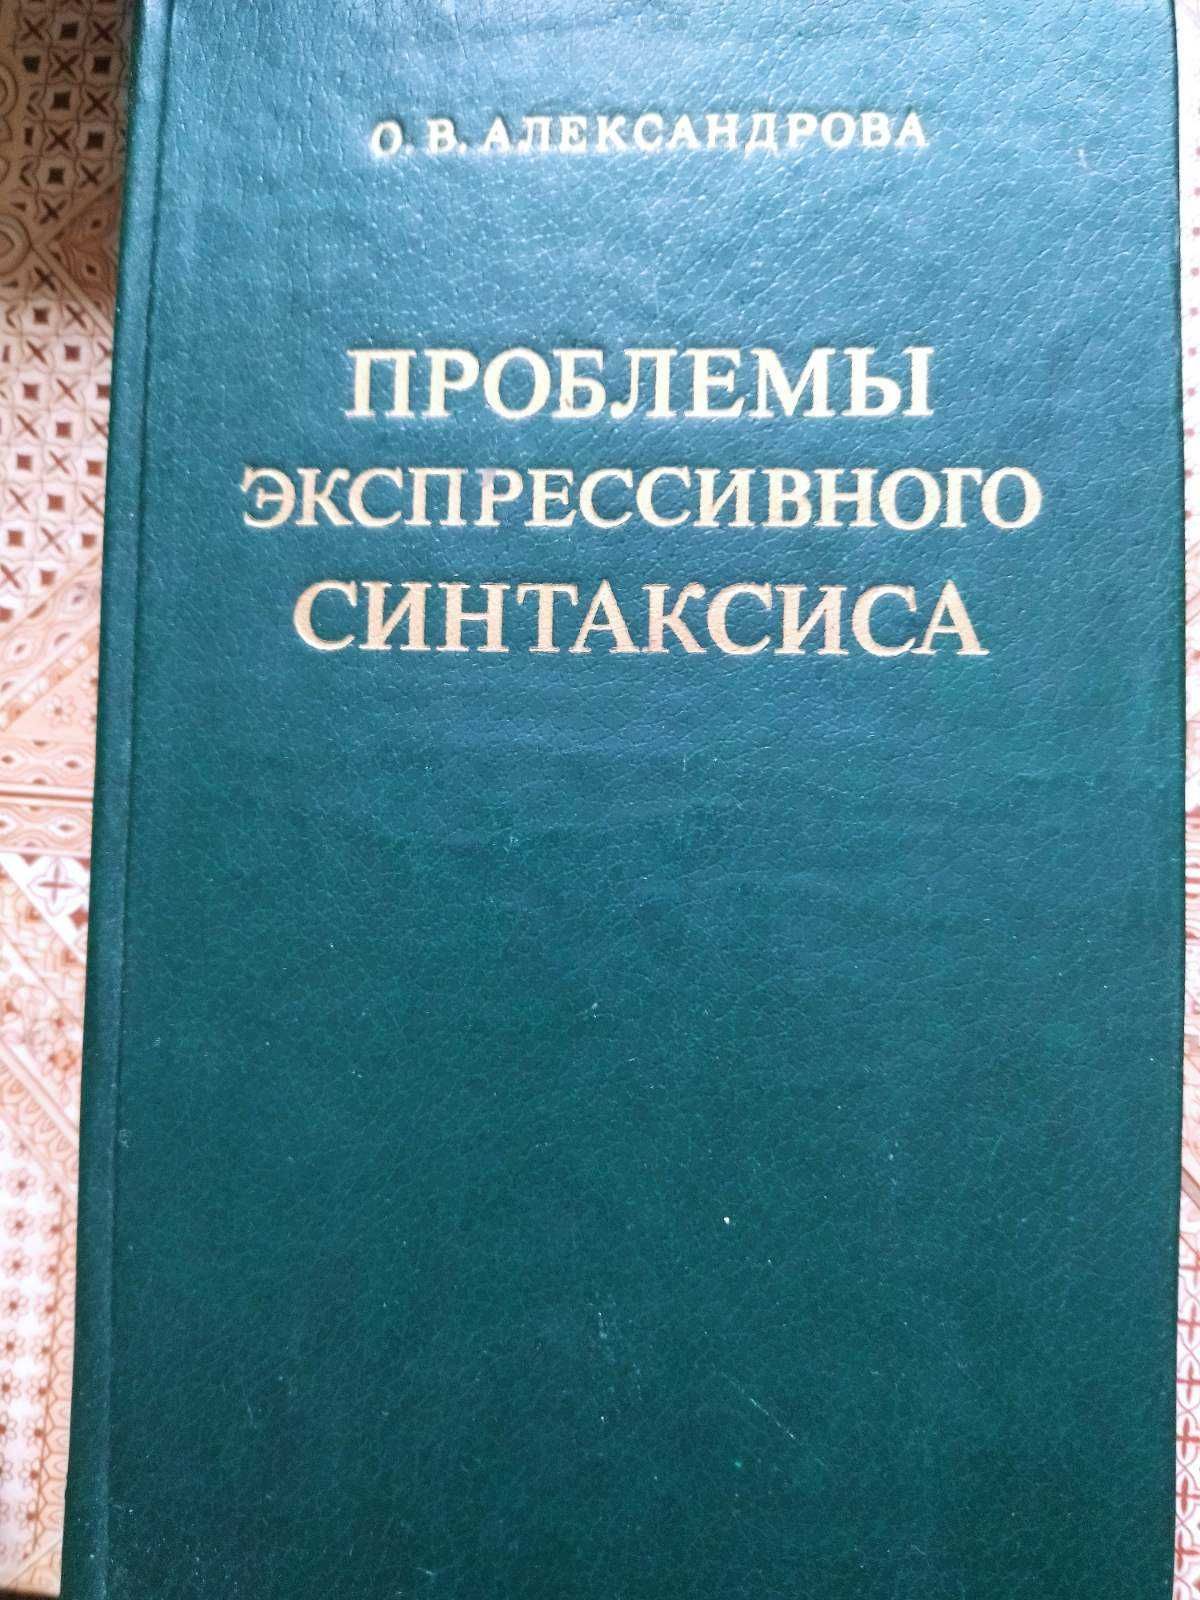 О. В. АЛЕКСАНДРОВА
ПРОБЛЕМЫ
ЭКСПРЕССИВНОГО
СИНТАКСИСА